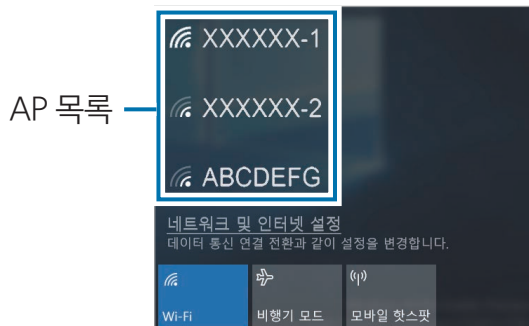 XXXXXX-1
AP 목록
XXXXXX-2
ABCDEFG
네트워크 및 인터넷 설정
데이터 통신 연결 전환과 같이 설정을 변경합니다.
Wi-Fi
비행기 모드
모바일 핫스팟